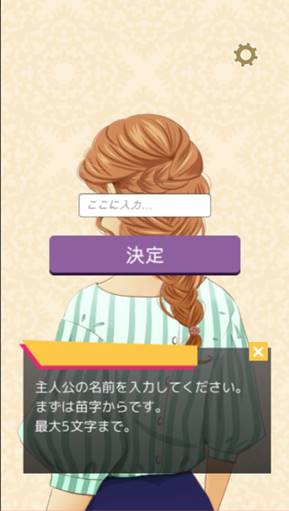 ここに入力...
決定
主人公の名前を入力してください。
まずは苗字からです。
最大5文字まで。